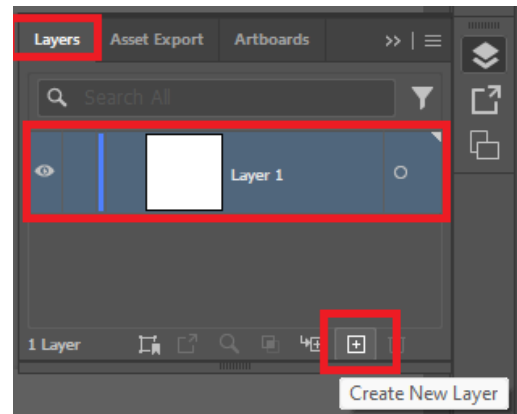 Layers Asset Export Artboards
Search All
Layer 1
1 Layer
Create New Layer